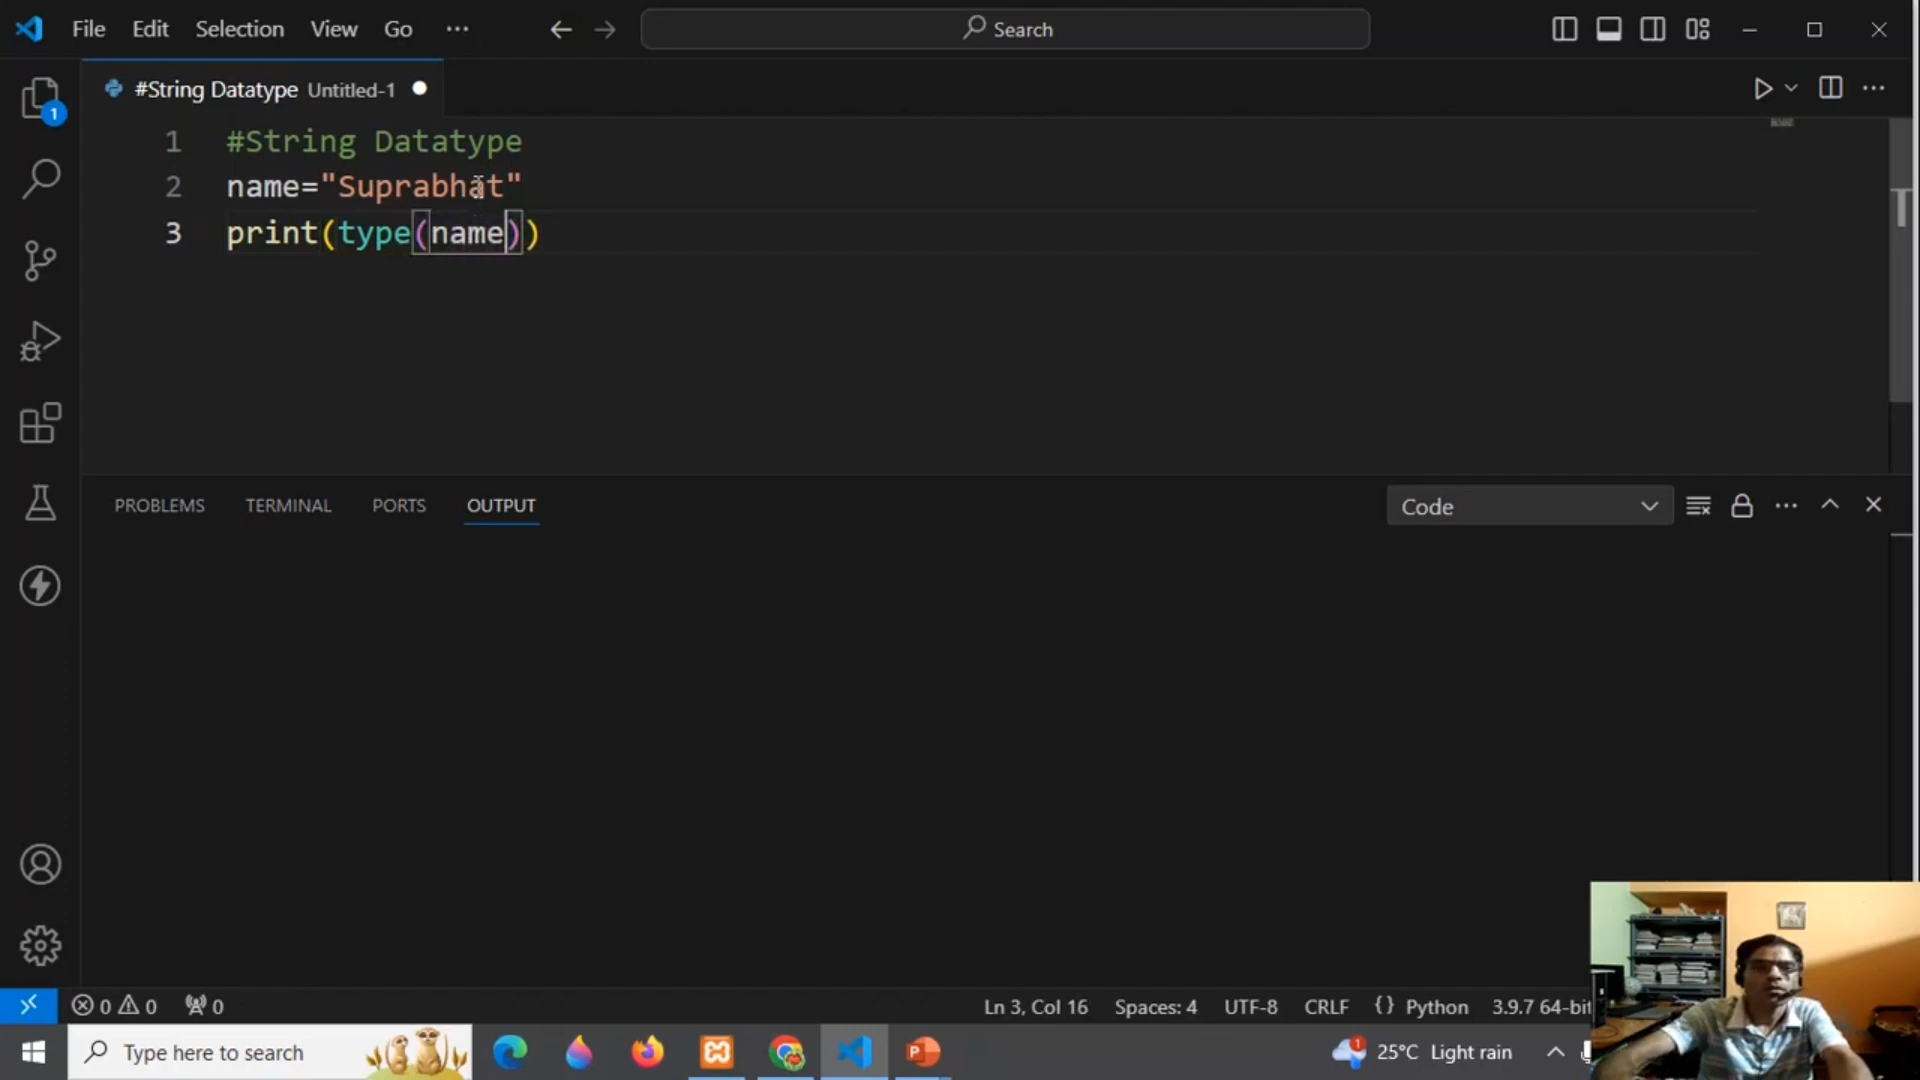 File Edit Selection View Go ··· Search
#String Datatype Untitled-1
1 #String Datatype
2 name="Suprabhat"
3 print(type(name))
PROBLEMS TERMINAL PORTS OUTPUT Code
1
0 0 0 Ln 3, Col 16 Spaces: 4 UTF-8 CRLF {} Python 3.9.7 64-bit
Type here to search 1 25°C Light rain